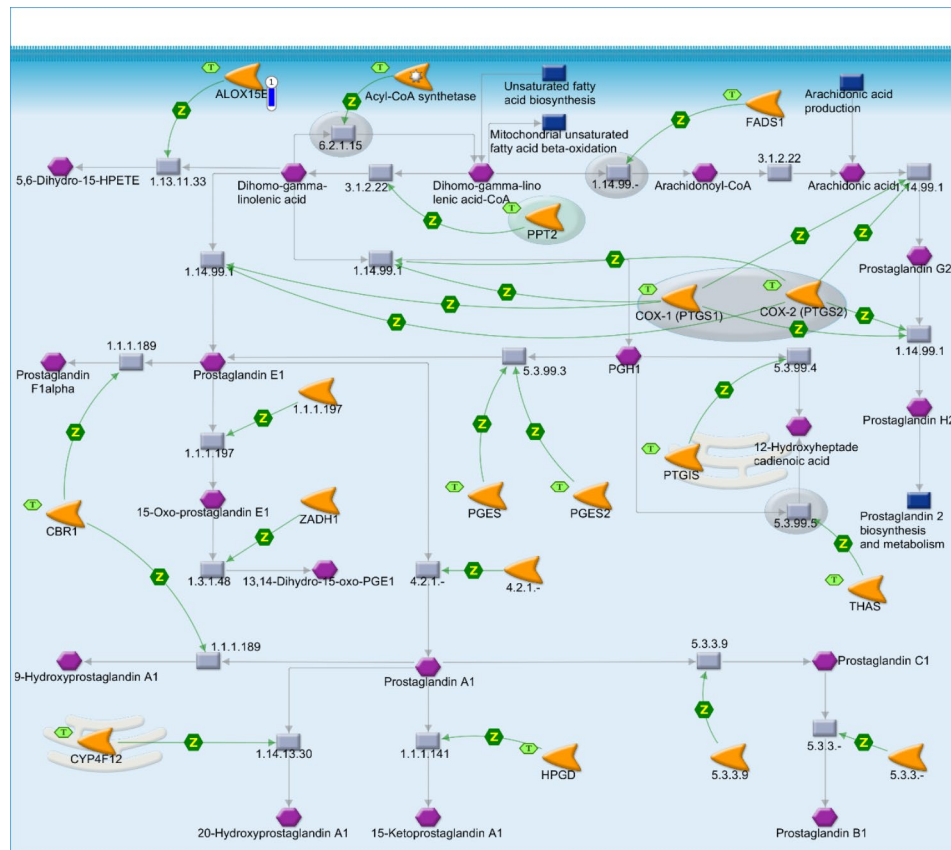 T
T
T
1
ALOX15E
Acyl-CoA synthetase
Unsaturated fatty
acid biosynthesis
Arachidonic acid
production
Z
Z
Z
FADS1
Mitochondrial unsaturated
fatty acid beta-oxidation
6.2.1.15
3.1.2.22
5,6-Dihydro-15-HPETE
1.13.11.33
Dihomo-gamma-
linolenic acid
3.1.2.22
Dihomo-gamma-lino
lenic acid-CoA
1.14.99.-
Arachidonoyl-CoA
Arachidonic acid
1.14.99.1
Z
T
PPT2
Z
Z
1.14.99.1
1.14.99.1
Z
Prostaglandin G2
Z
Z
T
T
COX-1 (PTGS1)
COX-2 (PTGS2)
Z
Z
Z
1.14.99.1
1.1.1.189
Prostaglandin
F1alpha
Prostaglandin E1
5.3.99.3
PGH1
5.3.99.4
1.1.1.197
Z
Z
Z
Z
Z
Prostaglandin H2
1.1.1.197
12-Hydroxyheptade
cadienoic acid
T
PTGIS
T
CBR1
15-Oxo-prostaglandin E1
ZADH1
T
PGES
T
PGES2
Prostaglandin 2
biosynthesis
and metabolism
5.3.99.5
Z
Z
Z
1.3.1.48
13,14-Dihydro-15-oxo-PGE1
4.2.1.-
Z
4.2.1.-
T
THAS
1.1.1.189
5.3.3.9
9-Hydroxyprostaglandin A1
Prostaglandin A1
Prostaglandin C1
T
CYP4F12
Z
1.14.13.30
1.1.1.141
Z
T
HPGD
Z
5.3.3.9
5.3.3.-
Z
5.3.3.-
20-Hydroxyprostaglandin A1
15-Ketoprostaglandin A1
Prostaglandin B1